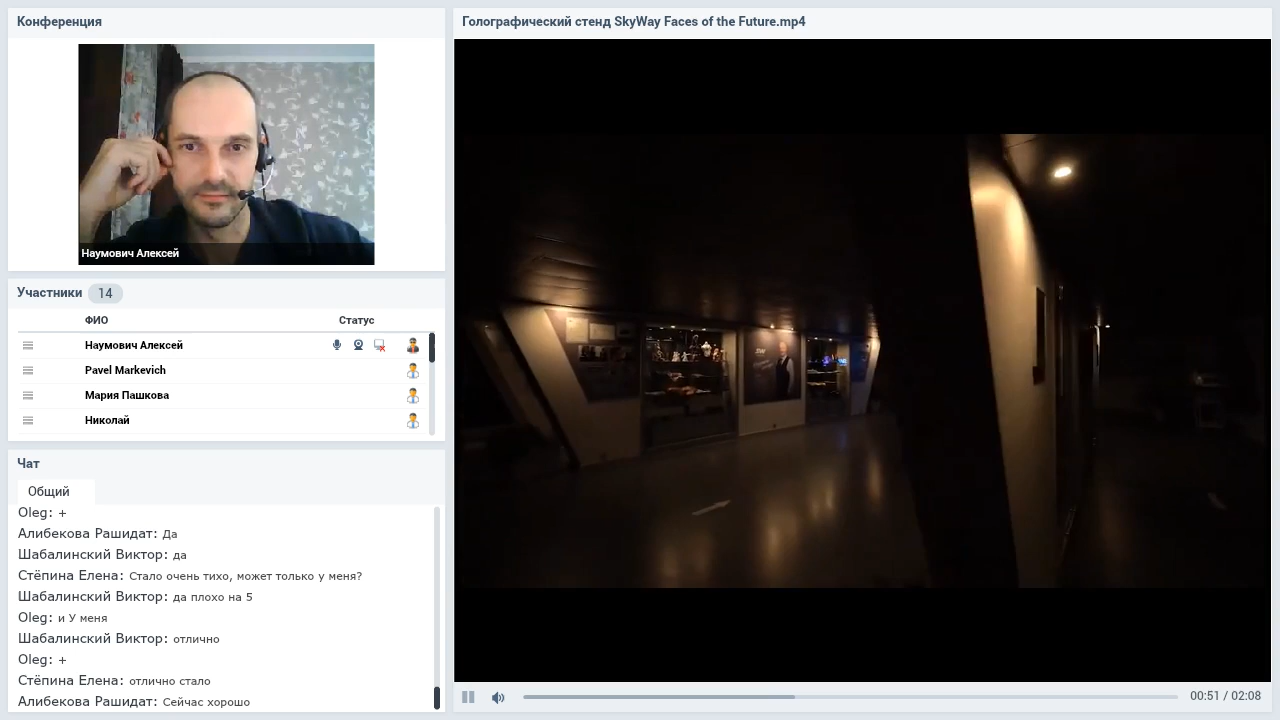 Конференция
Наумович Алексей
Участники 14
ФИО Статус
Наумович Алексей
Pavel Markevich
Мария Пашкова
Николай
Чат
Общий
Oleg: +
Алибекова Рашидат: Да
Шабалинский Виктор: да
Стёпина Елена: Стало очень тихо, может только у меня?
Шабалинский Виктор: да плохо на 5
Oleg: и У меня
Шабалинский Виктор: отлично
Oleg: +
Стёпина Елена: отлично стало
Алибекова Рашидат: Сейчас хорошо
Голографический стенд SkyWay Faces of the Future.mp4
00:51 / 02:08